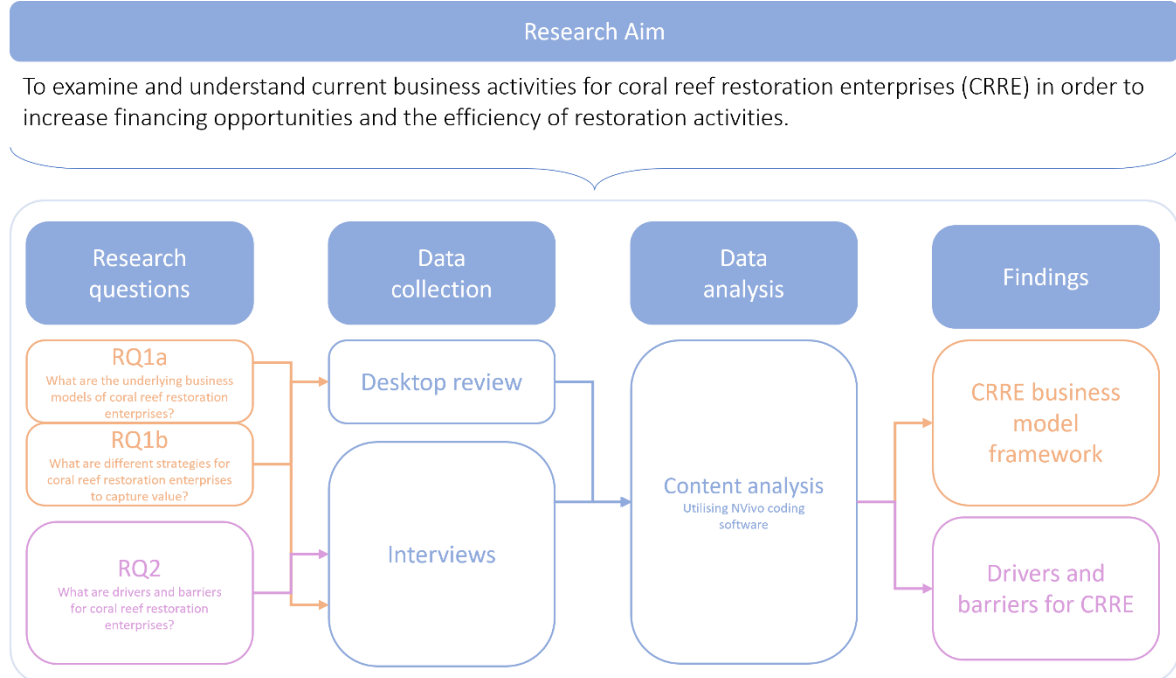 Research Aim
To examine and understand current business activities for coral reef restoration enterprises (CRRE) in order to
increase financing opportunities and the efficiency of restoration activities.
Research
questions
Data
collection
Data
analysis
Findings
RQ1a
What are the underlying business
models of coral reef restoration
enterprises?
RQ1b
What are different strategies for
coral reef restoration enterprises
to capture value?
RQ2
What are drivers and barriers
for coral reef restoration
enterprises?
Desktop review
Interviews
Content analysis
Utilising NVivo coding
software
CRRE business
model
framework
Drivers and
barriers for CRRE